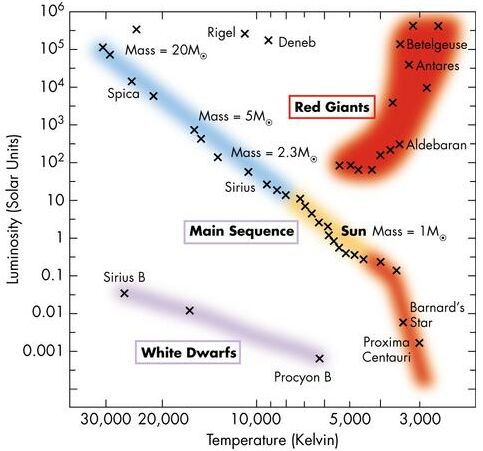 10⁶
10⁵
10⁴
10³
10²
10
1
0.1
0.01
0.001
Luminosity (Solar Units)
Rigel
Deneb
Mass = 20M⊙
Betelgeuse
Antares
Spica
Red Giants
Mass = 5M⊙
Mass = 2.3M⊙
Aldebaran
Sirius
Main Sequence
Sun Mass = 1M⊙
Sirius B
Barnard's
Star
Proxima
Centauri
White Dwarfs
Procyon B
30,000 20,000 10,000 5,000 3,000
Temperature (Kelvin)